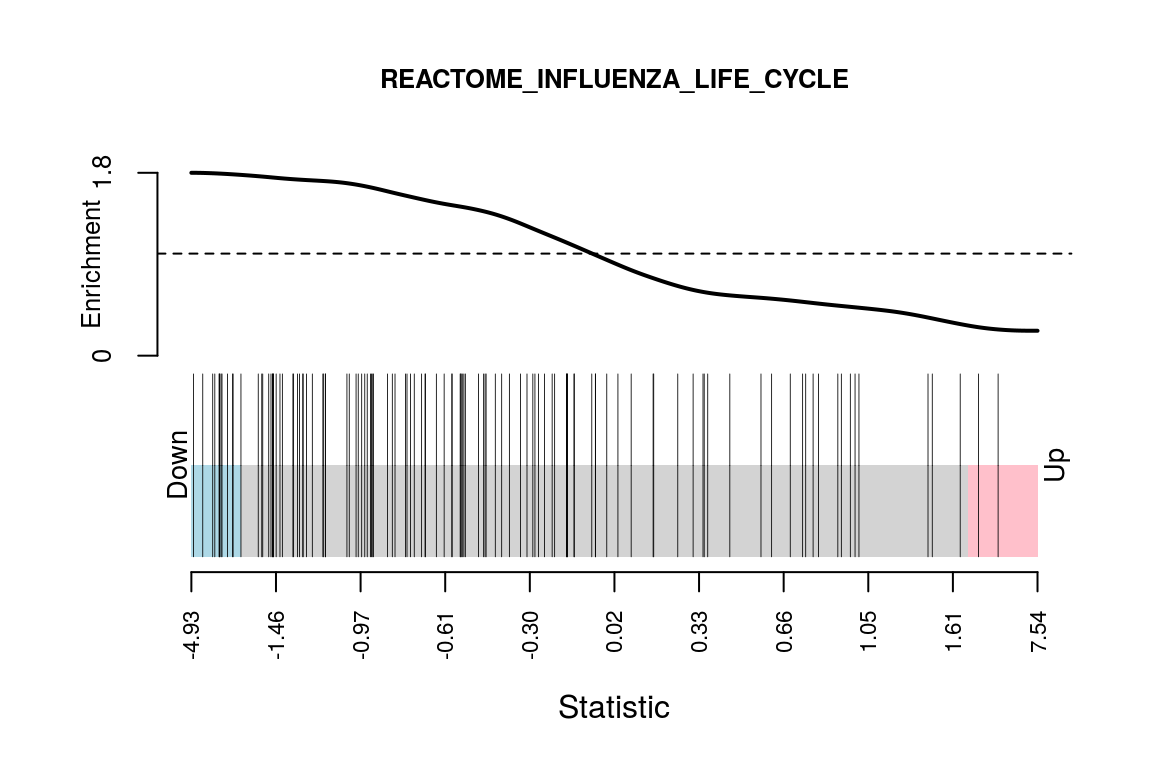 REACTOME_INFLUENZA_LIFE_CYCLE
1.8
Enrichment
0
Down
Up
-4.93
-1.46
-0.97
-0.61
-0.30
0.02
0.33
0.66
1.05
1.61
7.54
Statistic